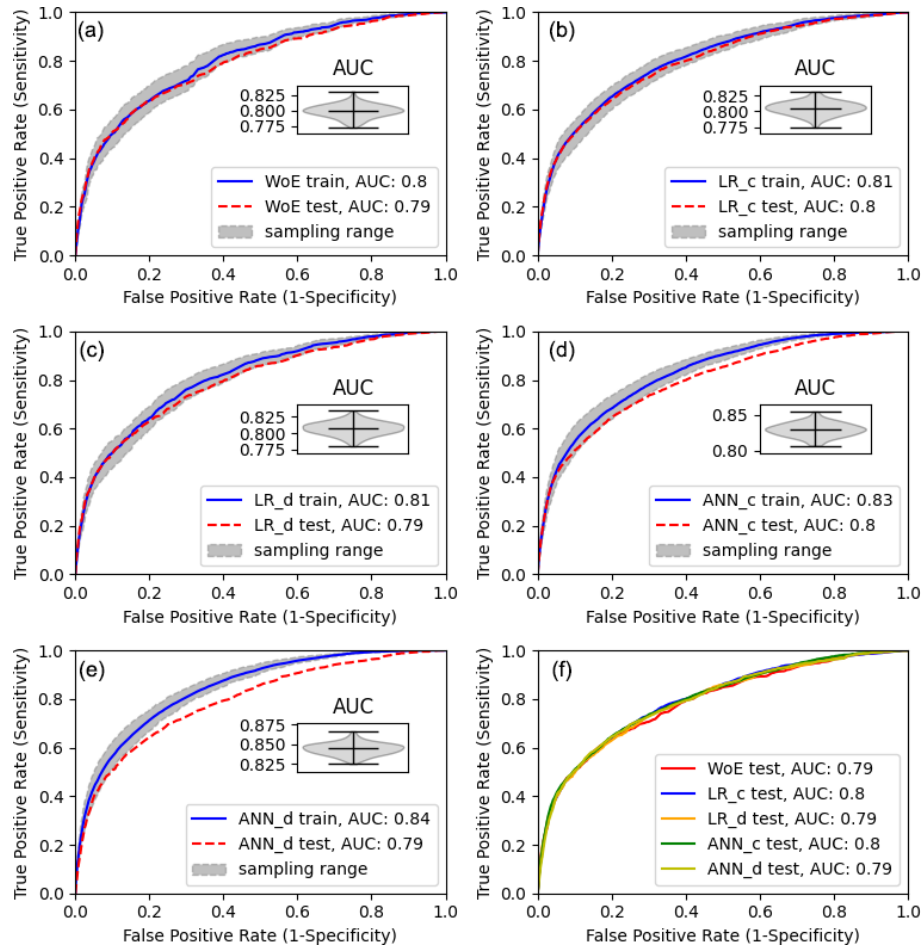 (a)
True Positive Rate (Sensitivity)
1.0
0.8
0.6
0.4
0.2
0.0
AUC
0.825
0.800
0.775
WoE train, AUC: 0.8
WoE test, AUC: 0.79
sampling range
0.0 0.2 0.4 0.6 0.8 1.0
False Positive Rate (1-Specificity)
(b)
True Positive Rate (Sensitivity)
1.0
0.8
0.6
0.4
0.2
0.0
AUC
0.825
0.800
0.775
LR_c train, AUC: 0.81
LR_c test, AUC: 0.8
sampling range
0.0 0.2 0.4 0.6 0.8 1.0
False Positive Rate (1-Specificity)
(c)
True Positive Rate (Sensitivity)
1.0
0.8
0.6
0.4
0.2
0.0
AUC
0.825
0.800
0.775
LR_d train, AUC: 0.81
LR_d test, AUC: 0.79
sampling range
0.0 0.2 0.4 0.6 0.8 1.0
False Positive Rate (1-Specificity)
(d)
True Positive Rate (Sensitivity)
1.0
0.8
0.6
0.4
0.2
0.0
AUC
0.85
0.80
ANN_c train, AUC: 0.83
ANN_c test, AUC: 0.8
sampling range
0.0 0.2 0.4 0.6 0.8 1.0
False Positive Rate (1-Specificity)
(e)
True Positive Rate (Sensitivity)
1.0
0.8
0.6
0.4
0.2
0.0
AUC
0.875
0.850
0.825
ANN_d train, AUC: 0.84
ANN_d test, AUC: 0.79
sampling range
0.0 0.2 0.4 0.6 0.8 1.0
False Positive Rate (1-Specificity)
(f)
True Positive Rate (Sensitivity)
1.0
0.8
0.6
0.4
0.2
0.0
WoE test, AUC: 0.79
LR_c test, AUC: 0.8
LR_d test, AUC: 0.79
ANN_c test, AUC: 0.8
ANN_d test, AUC: 0.79
0.0 0.2 0.4 0.6 0.8 1.0
False Positive Rate (1-Specificity)